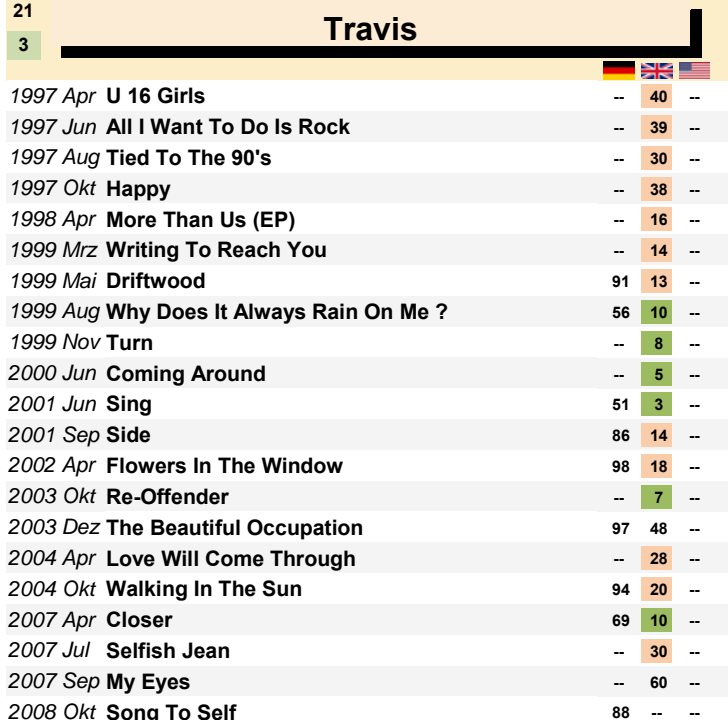 21
Travis
3
1997 Apr U 16 Girls -- 40 --
1997 Jun All I Want To Do Is Rock -- 39 --
1997 Aug Tied To The 90's -- 30 --
1997 Okt Happy -- 38 --
1998 Apr More Than Us (EP) -- 16 --
1999 Mrz Writing To Reach You -- 14 --
1999 Mai Driftwood 91 13 --
1999 Aug Why Does It Always Rain On Me ? 56 10 --
1999 Nov Turn -- 8 --
2000 Jun Coming Around -- 5 --
2001 Jun Sing 51 3 --
2001 Sep Side 86 14 --
2002 Apr Flowers In The Window 98 18 --
2003 Okt Re-Offender -- 7 --
2003 Dez The Beautiful Occupation 97 48 --
2004 Apr Love Will Come Through -- 28 --
2004 Okt Walking In The Sun 94 20 --
2007 Apr Closer 69 10 --
2007 Jul Selfish Jean -- 30 --
2007 Sep My Eyes -- 60 --
2008 Okt Song To Self 88 -- --